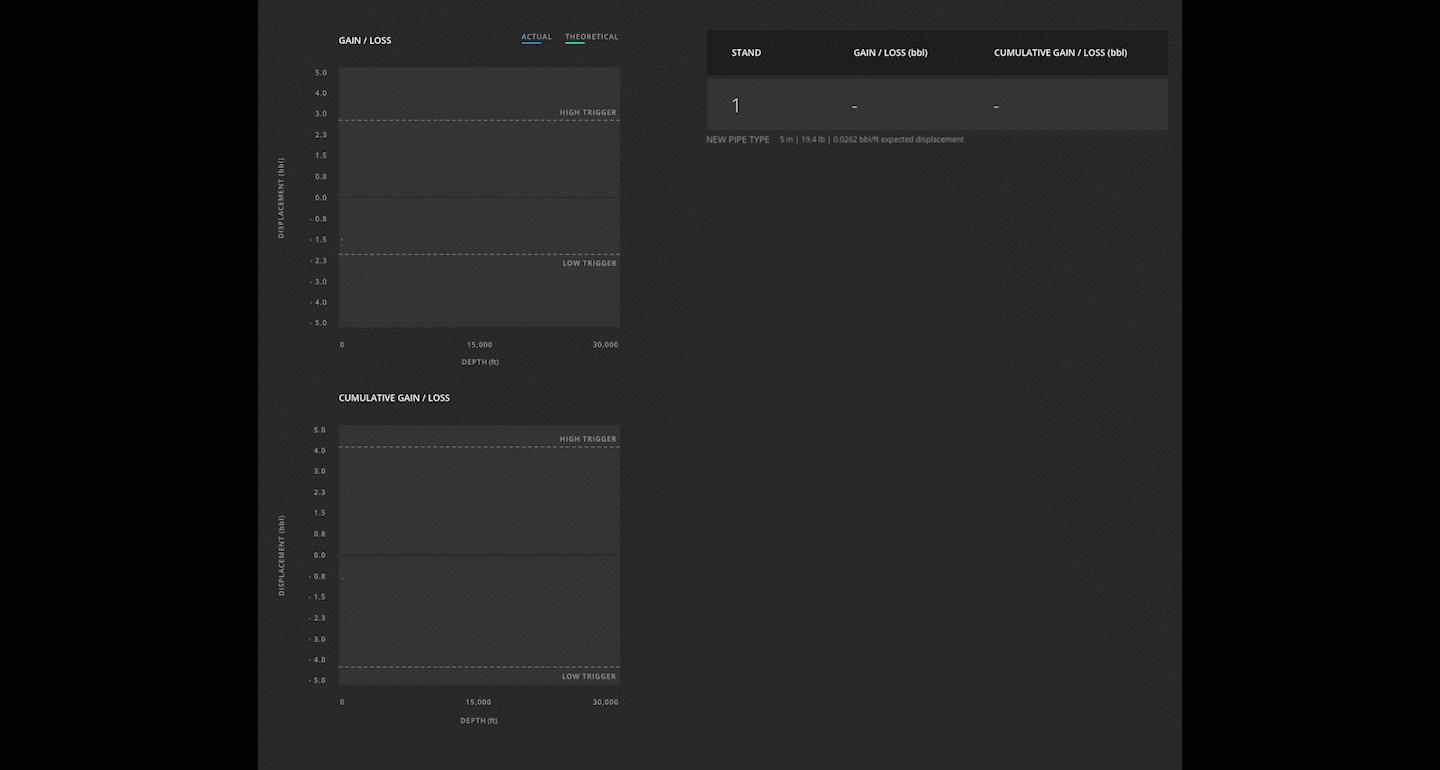 GAIN / LOSS
ACTUAL THEORETICAL
5.0
4.0
3.0
2.3
1.5
0.8
0.0
- 0.8
- 1.5
- 2.3
- 3.0
- 4.0
- 5.0
DISPLACEMENT (bbl)
HIGH TRIGGER
LOW TRIGGER
0 15,000 30,000
DEPTH (ft)
CUMULATIVE GAIN / LOSS
5.0
4.0
3.0
2.3
1.5
0.8
0.0
- 0.8
- 1.5
- 2.3
- 3.0
- 4.0
- 5.0
DISPLACEMENT (bbl)
HIGH TRIGGER
LOW TRIGGER
0 15,000 30,000
DEPTH (ft)
STAND GAIN / LOSS (bbl) CUMULATIVE GAIN / LOSS (bbl)
1 - -
NEW PIPE TYPE 5 in | 19.4 lb | 0.0262 bbl/ft expected displacement